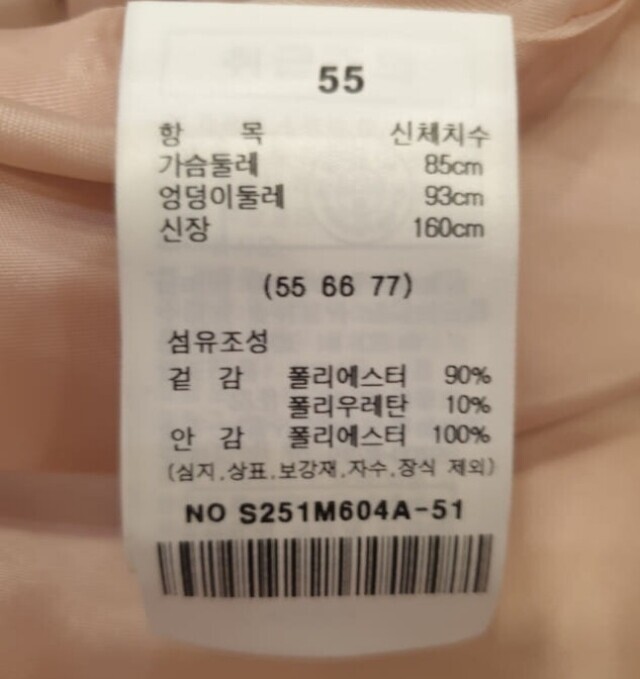 55
항 목 신체치수
가슴둘레 85cm
엉덩이둘레 93cm
신장 160cm
(55 66 77)
섬유조성
겉 감 폴리에스터 90%
폴리우레탄 10%
안 감 폴리에스터 100%
(심지,상표,보강재,자수,장식 제외)
NO S251M604A-51